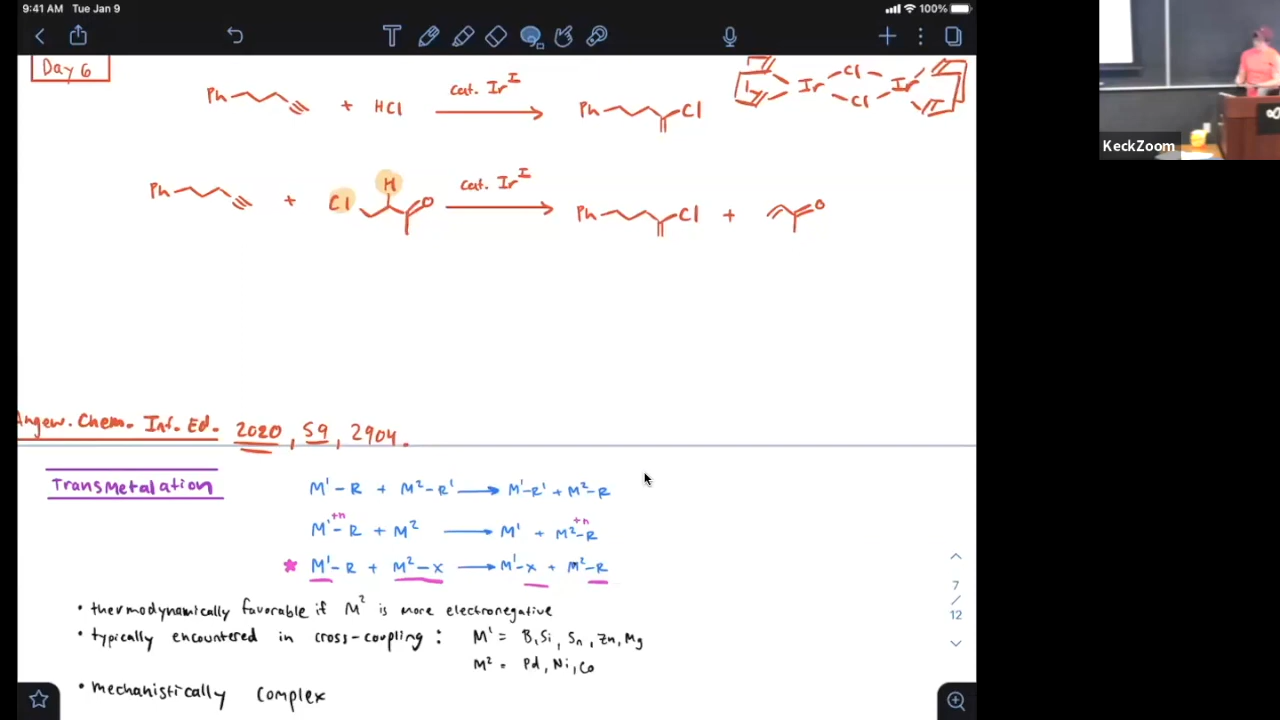 9:41 AM Tue Jan 9
100%
Day 6
Ph + HCl cat. Ir^I Ph Cl
Ir Cl Cl Ir
Ph + Cl H O cat. Ir^I Ph Cl + O
KeckZoom
Angew. Chem. Int. Ed. 2020, 59, 2904.
Transmetalation
M¹-R + M²-R¹ → M¹-R¹ + M²-R
M¹-R + M² → M¹ + M²-R
+n +n
* M¹-R + M²-X → M¹-X + M²-R
• thermodynamically favorable if M² is more electronegative
• typically encountered in cross-coupling : M¹ = B, Si, Sn, Zn, Mg
M² = Pd, Ni, Co
• mechanistically complex
7
/
12